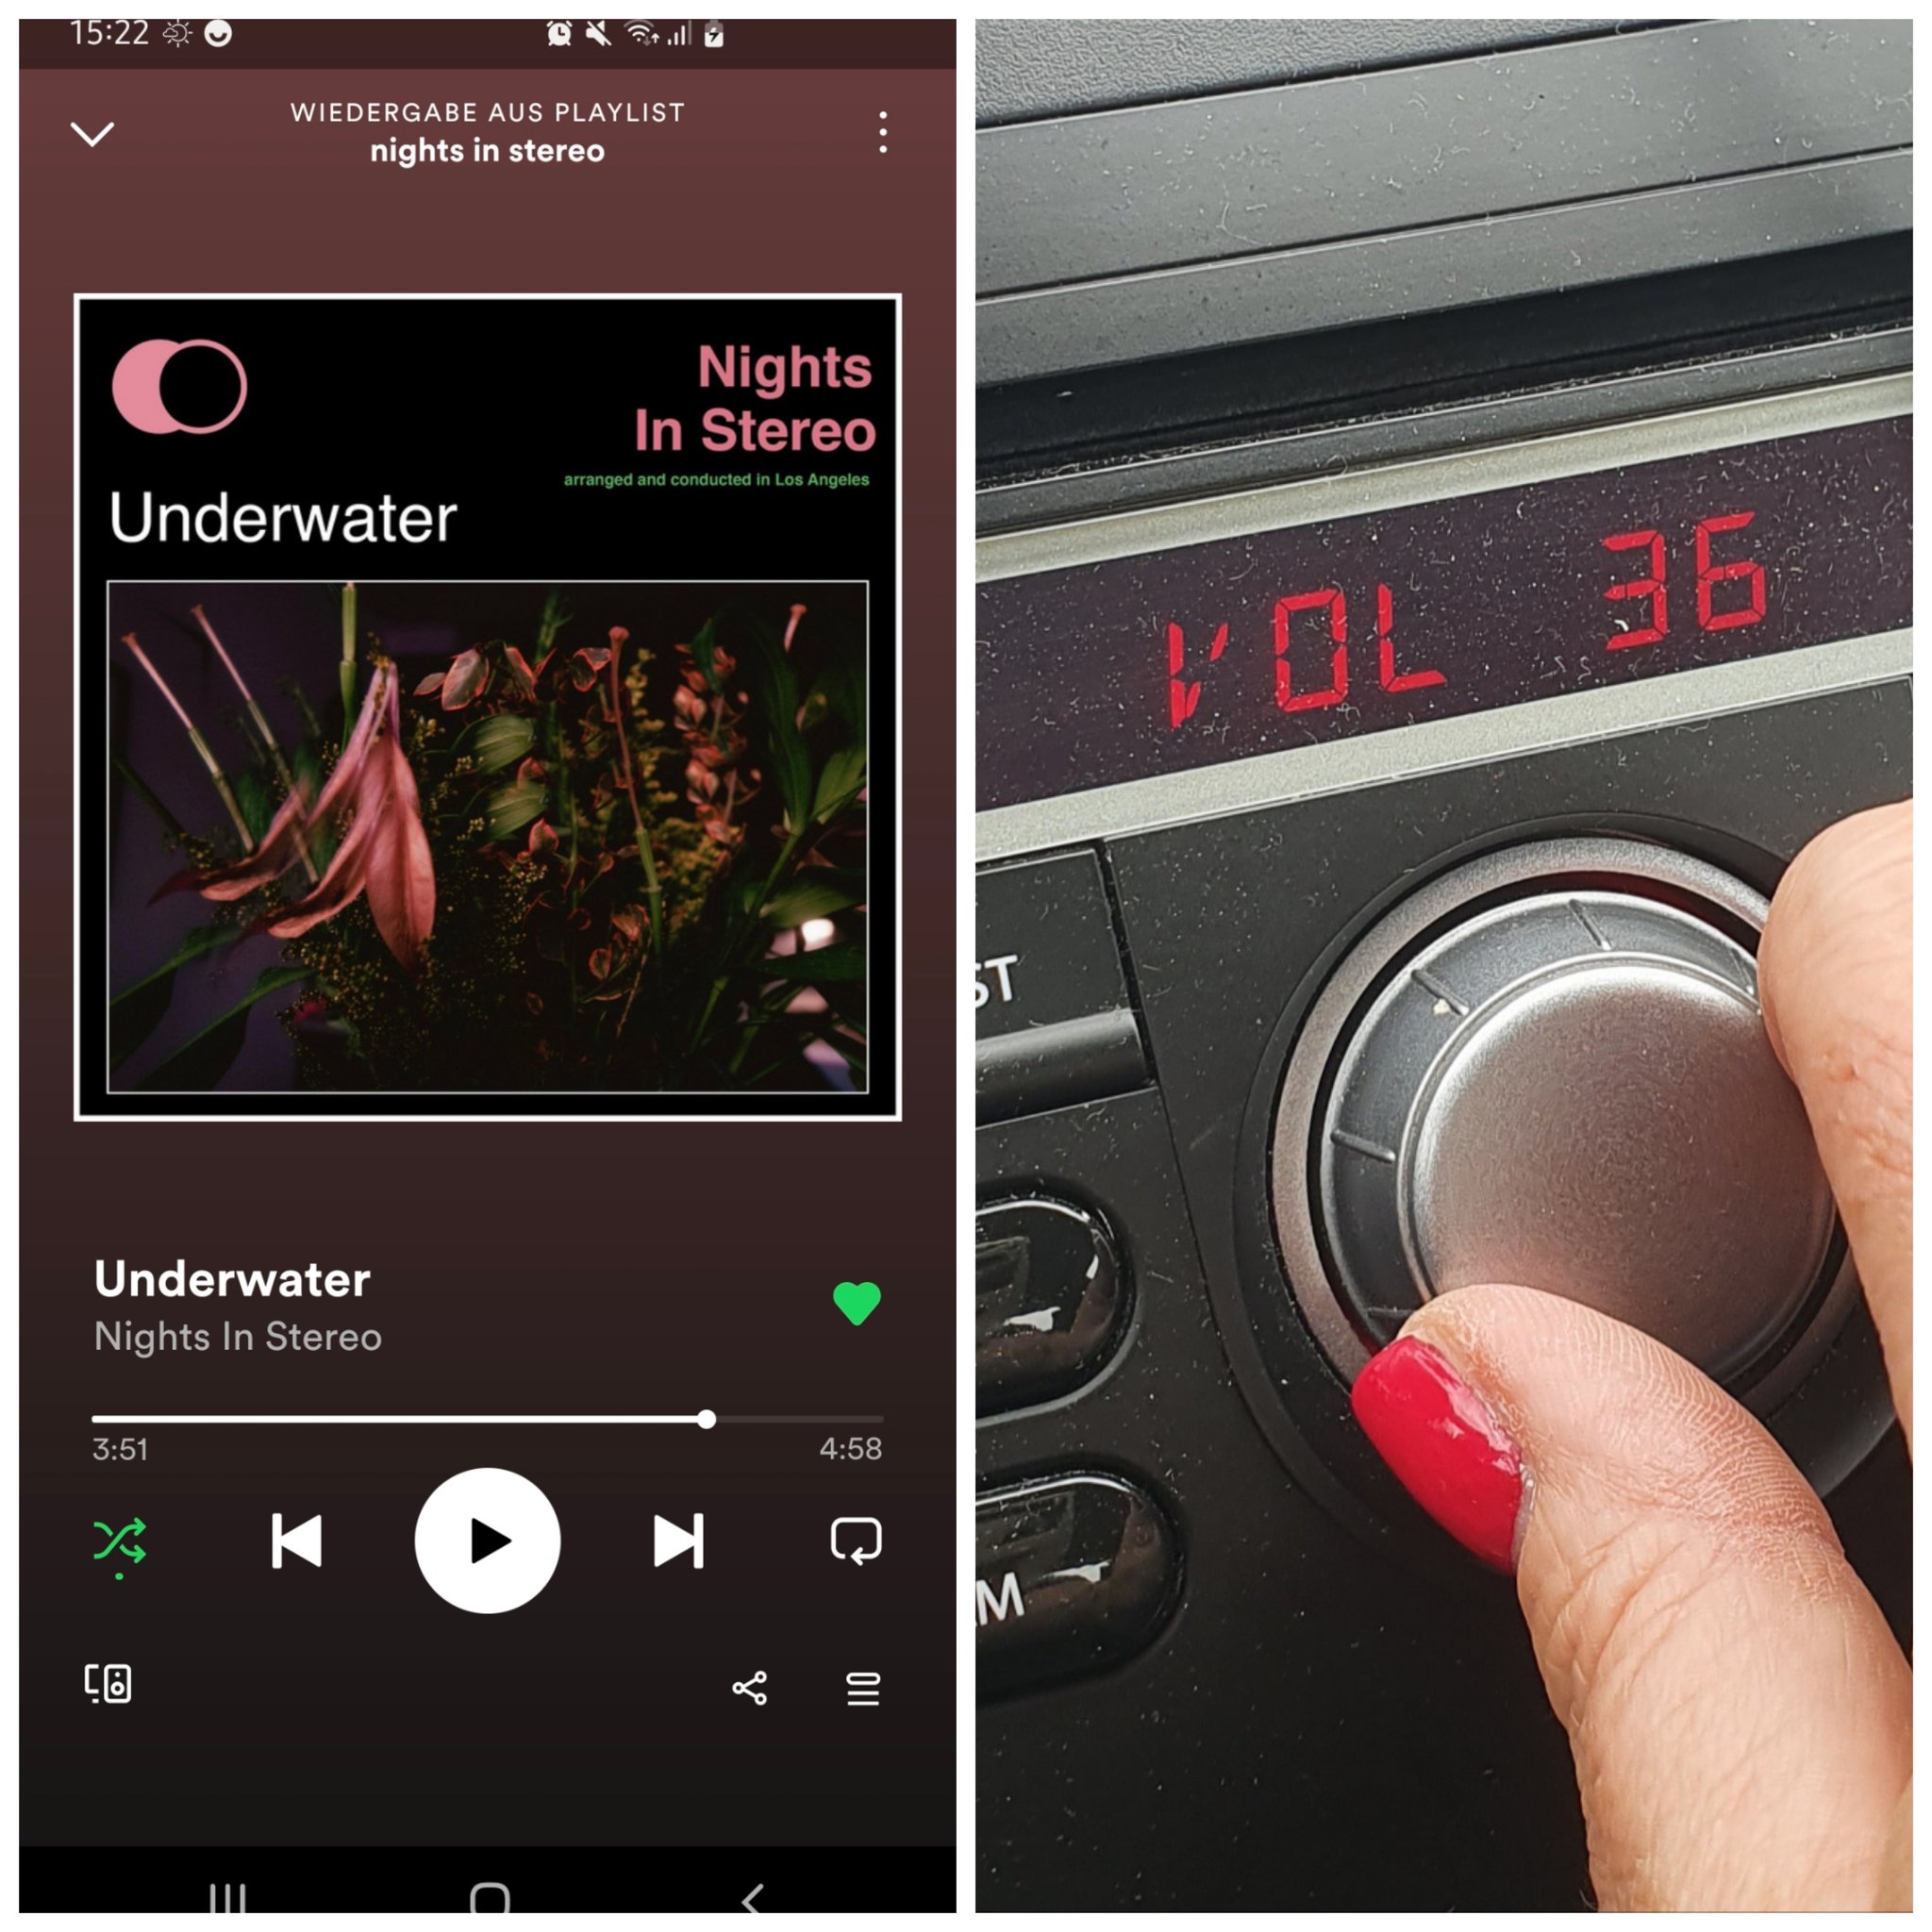 15:22
WIEDERGABE AUS PLAYLIST
nights in stereo
Nights
In Stereo
arranged and conducted in Los Angeles
Underwater
Underwater
Nights In Stereo
3:51
4:58
VOL 36
ST
M